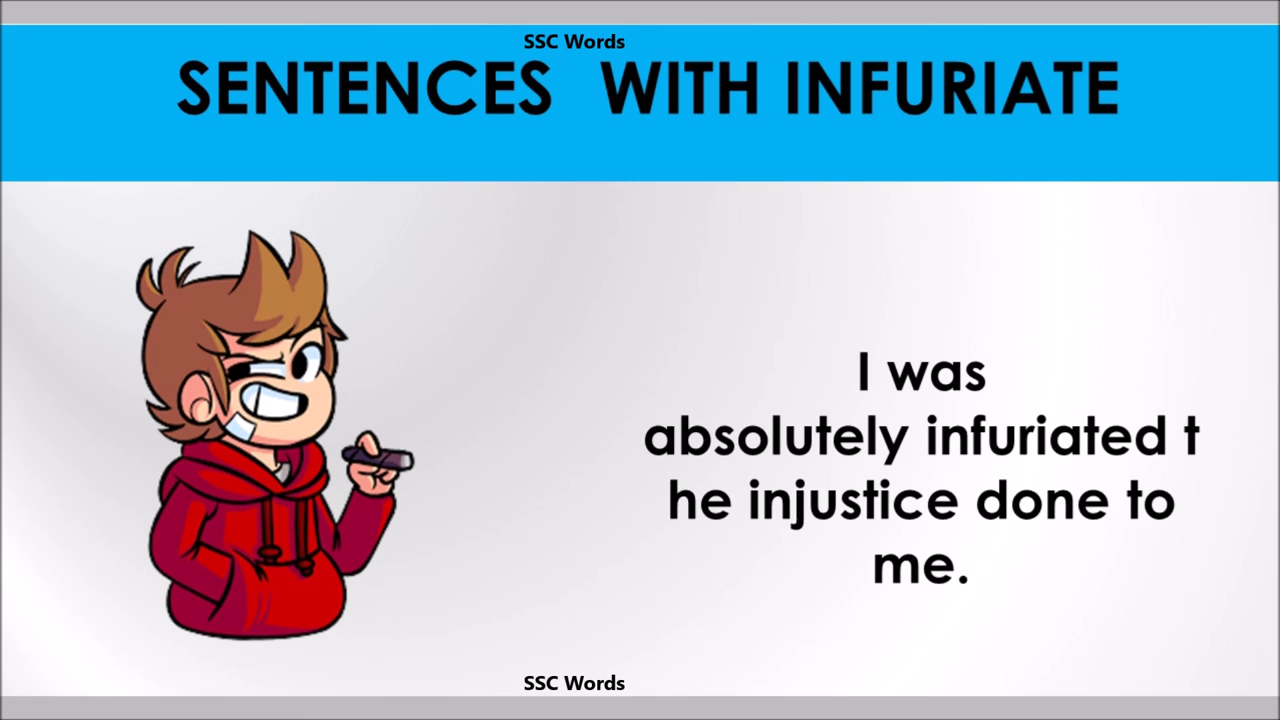 SSC Words
SENTENCES  WITH INFURIATE
I was
absolutely infuriated t
he injustice done to
me.
SSC Words